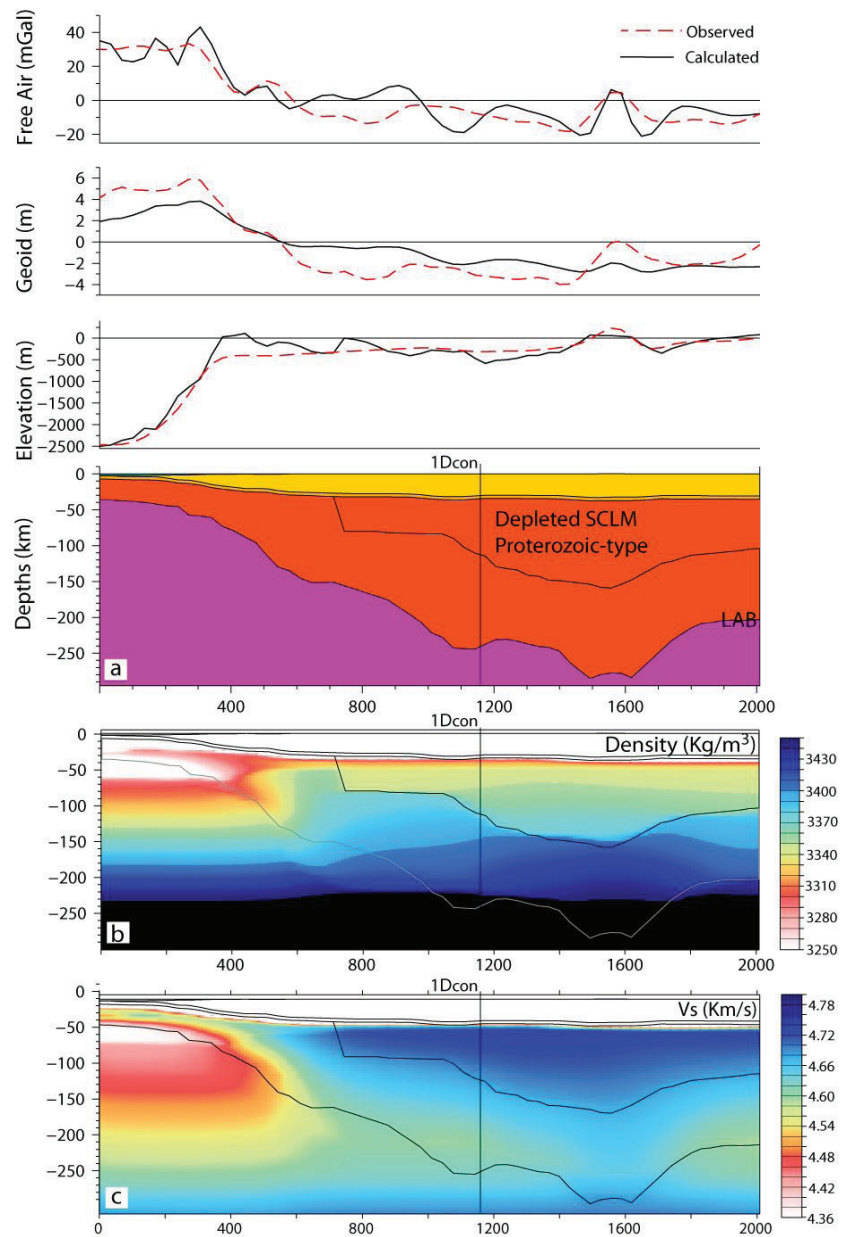 Free Air (mGal)
40
20
0
−20
Observed
Calculated
Geoid (m)
6
4
2
0
−2
−4
Elevation (m)
0
−500
−1000
−1500
−2000
−2500
1Dcon
Depths (km)
0
−50
−100
−150
−200
−250
Depleted SCLM
Proterozoic-type
LAB
a
400 800 1200 1600 2000
1Dcon
0
−50
−100
−150
−200
−250
Density (Kg/m³)
b
3430
3400
3370
3340
3310
3280
3250
400 800 1200 1600 2000
1Dcon
0
−50
−100
−150
−200
−250
Vs (Km/s)
c
4.78
4.72
4.66
4.60
4.54
4.48
4.42
4.36
0 400 800 1200 1600 2000